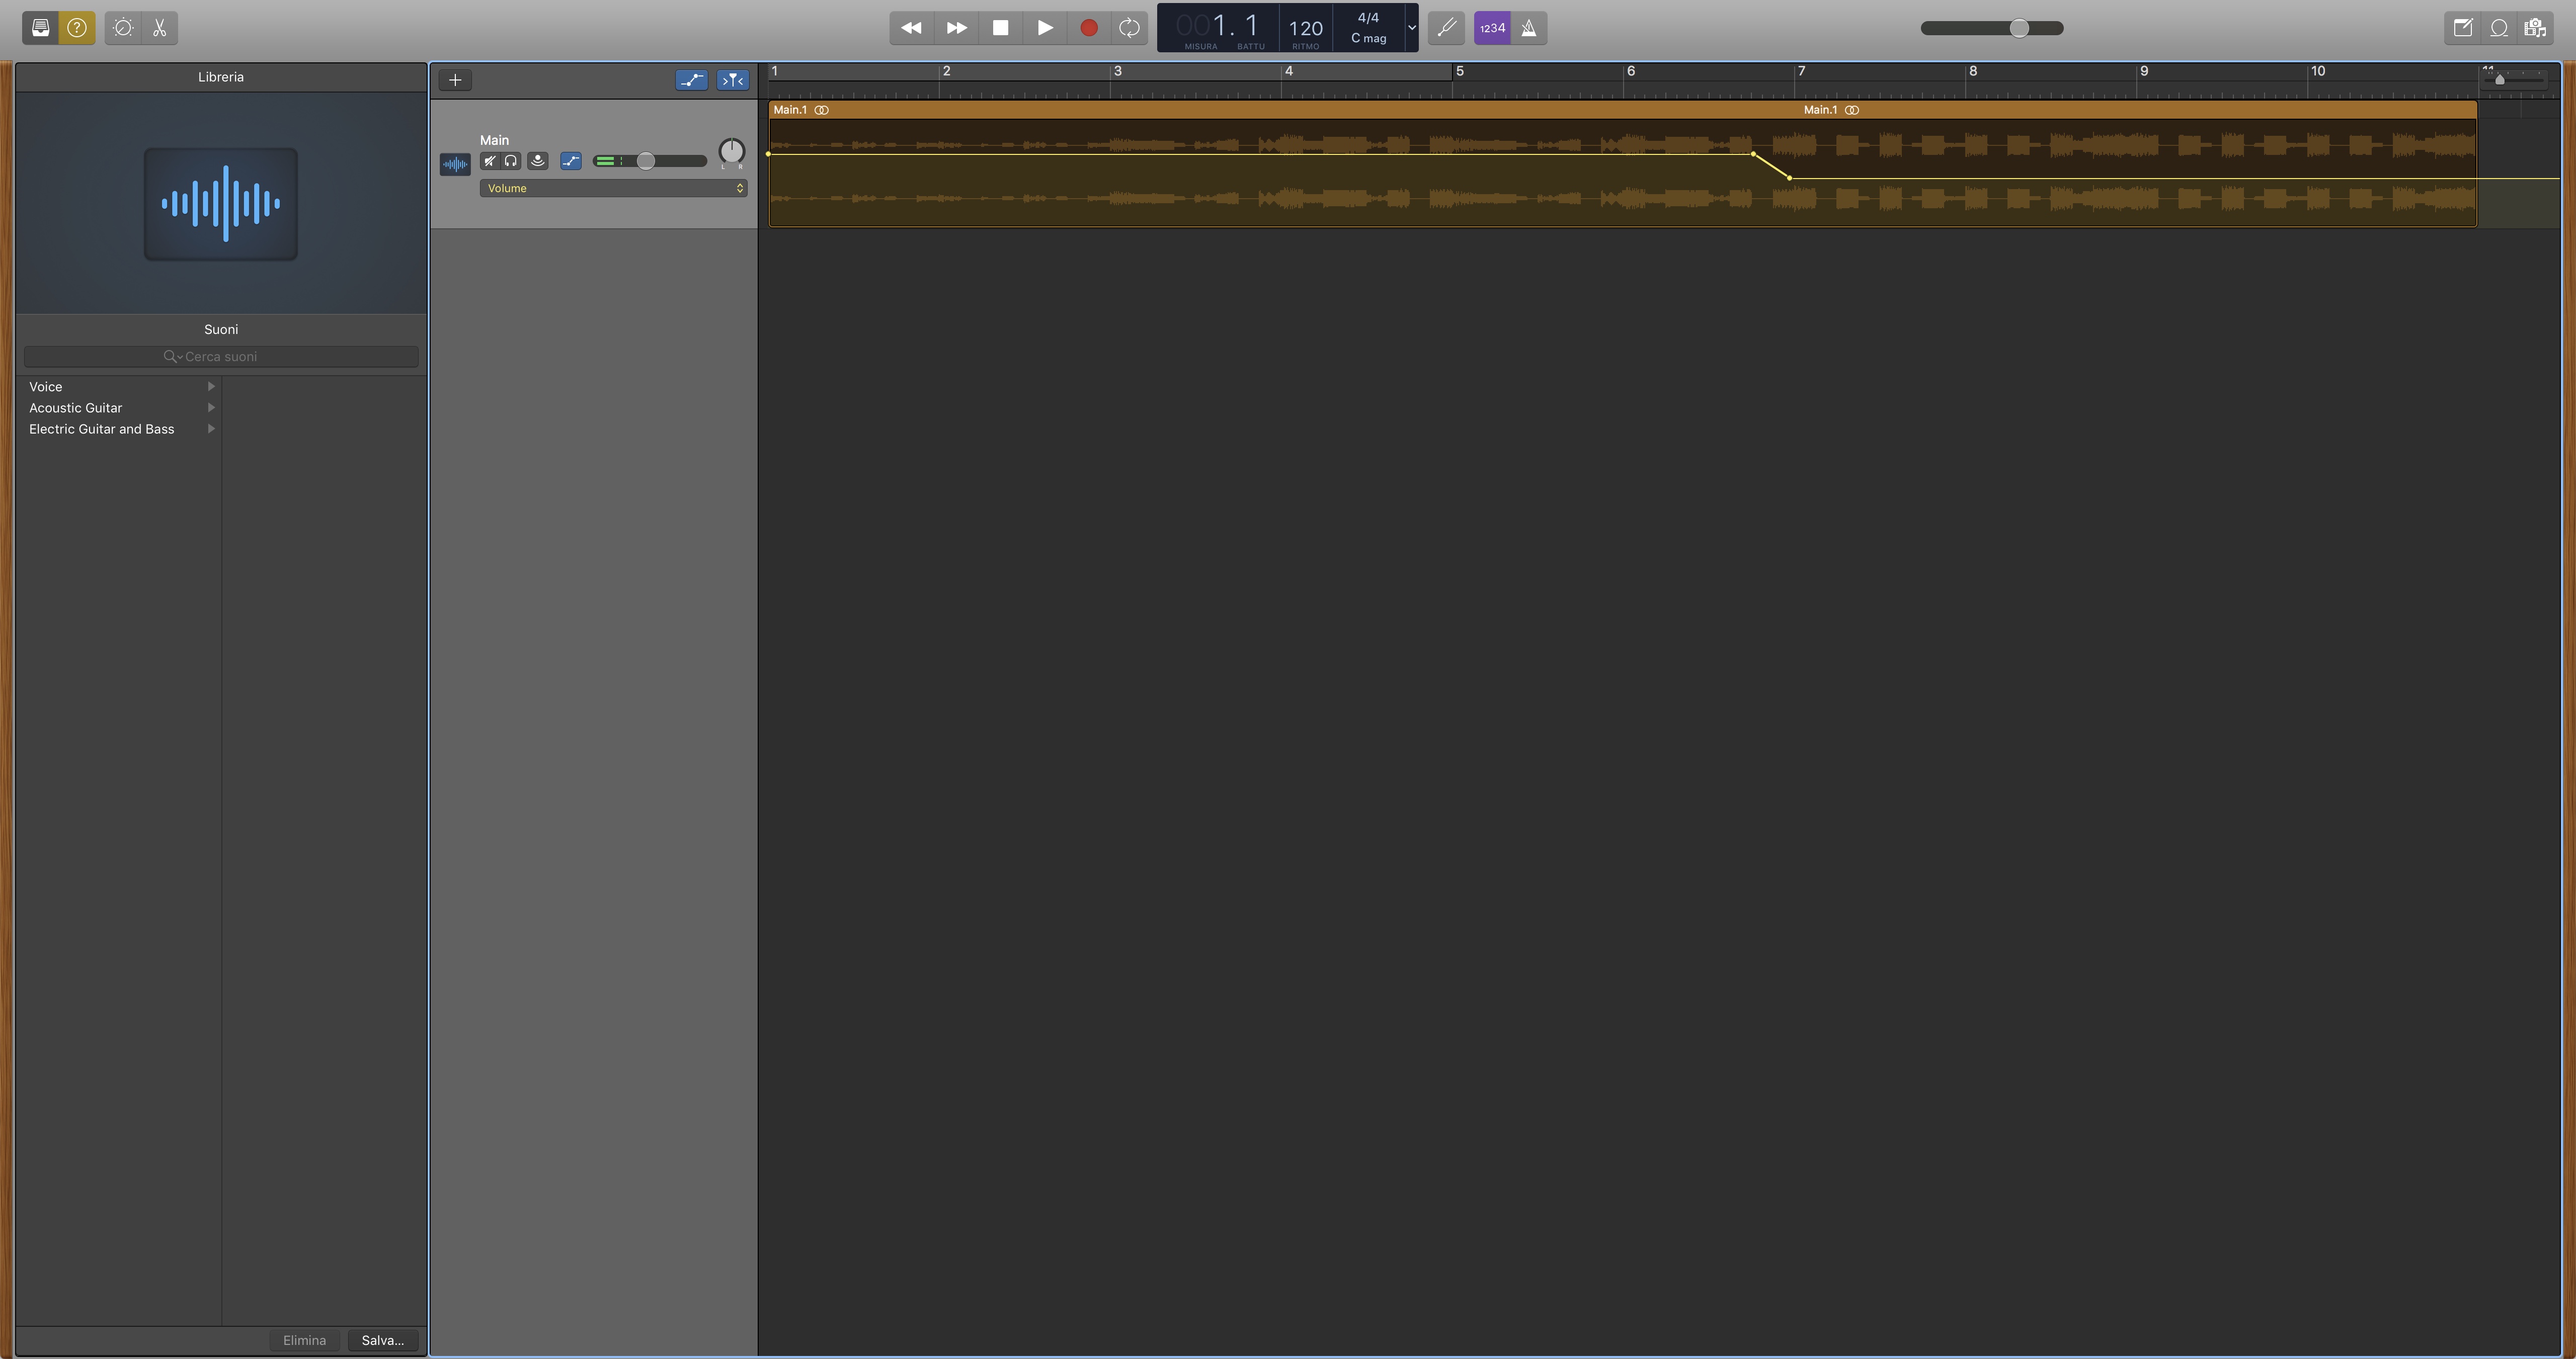 001. 1
MISURA BATTU
120
RITMO
4/4
C mag
1234
Libreria
Suoni
Cerca suoni
Voice
Acoustic Guitar
Electric Guitar and Bass
Elimina
Salva...
1 2 3 4 5 6 7 8 9 10 11
Main
L R
Volume
Main.1
Main.1